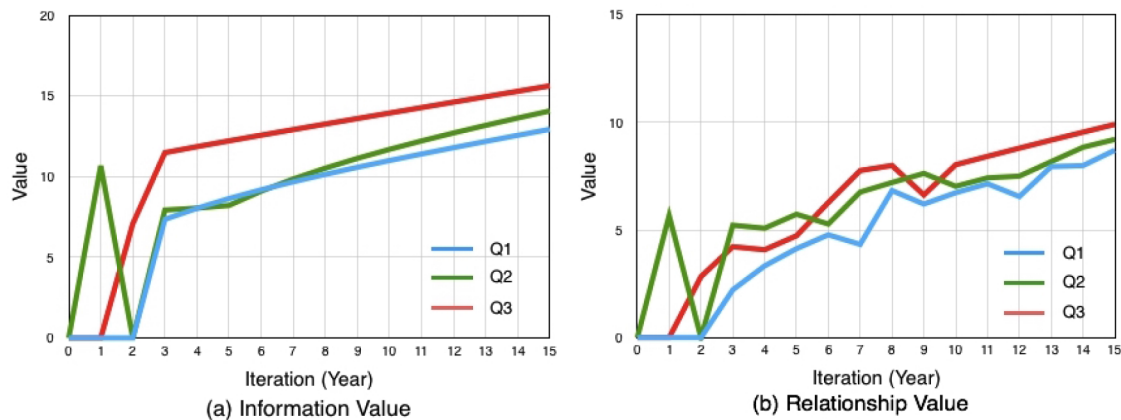 20
15
10
5
0
Value
0 1 2 3 4 5 6 7 8 9 10 11 12 13 14 15
Q1
Q2
Q3
Iteration (Year)
(a) Information Value
15
10
5
0
Value
0 1 2 3 4 5 6 7 8 9 10 11 12 13 14 15
Q1
Q2
Q3
Iteration (Year)
(b) Relationship Value